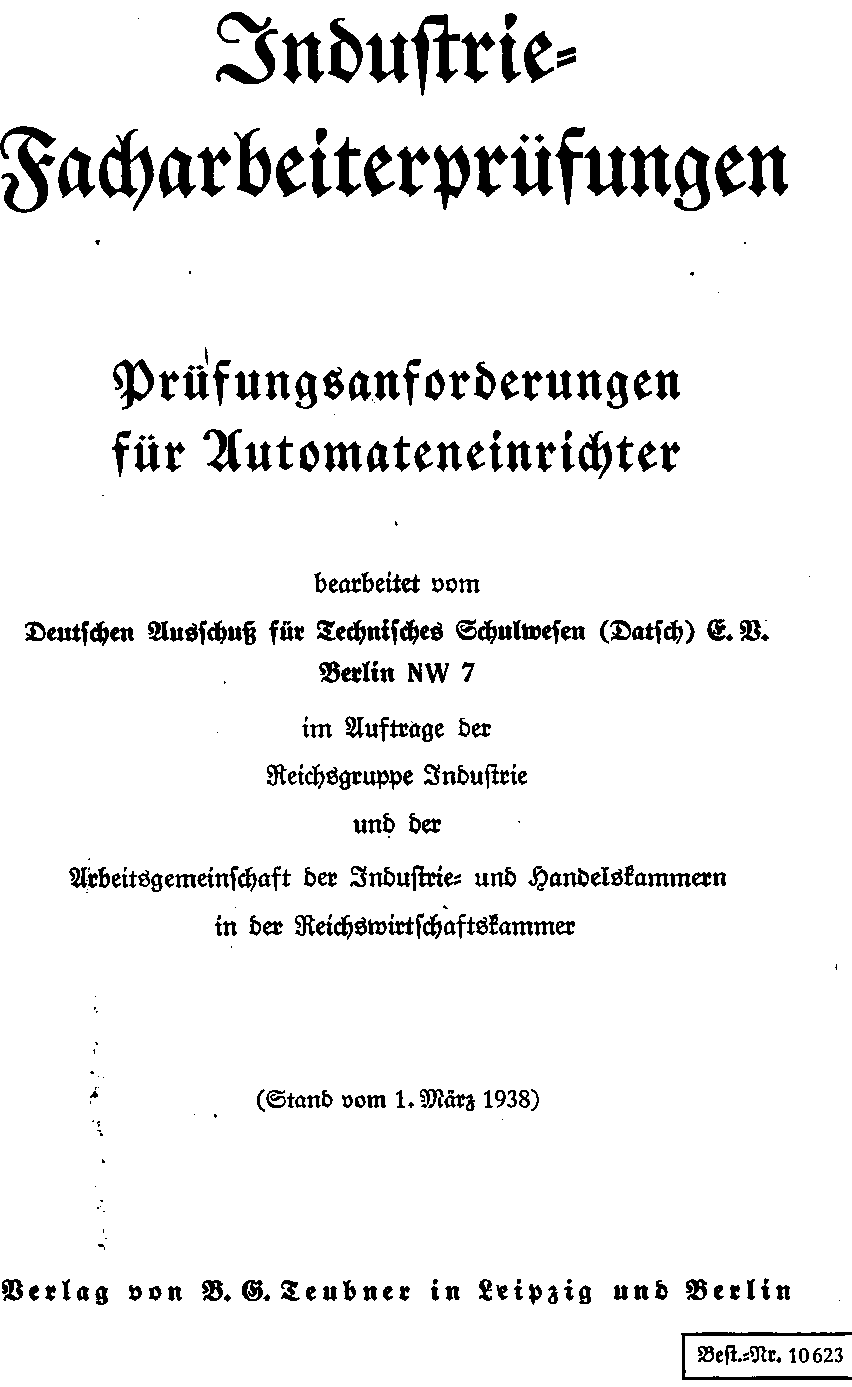 Industrie-
Facharbeiterprüfungen
Prüfungsanforderungen
für Automateneinrichter
bearbeitet vom
Deutschen Ausschuß für Technisches Schulwesen (Datsch) E. V.
Berlin NW 7
im Auftrage der
Reichsgruppe Industrie
und der
Arbeitsgemeinschaft der Industrie- und Handelskammern
in der Reichswirtschaftskammer
(Stand vom 1. März 1938)
Verlag von B. G. Teubner in Leipzig und Berlin
Best.-Nr. 10623